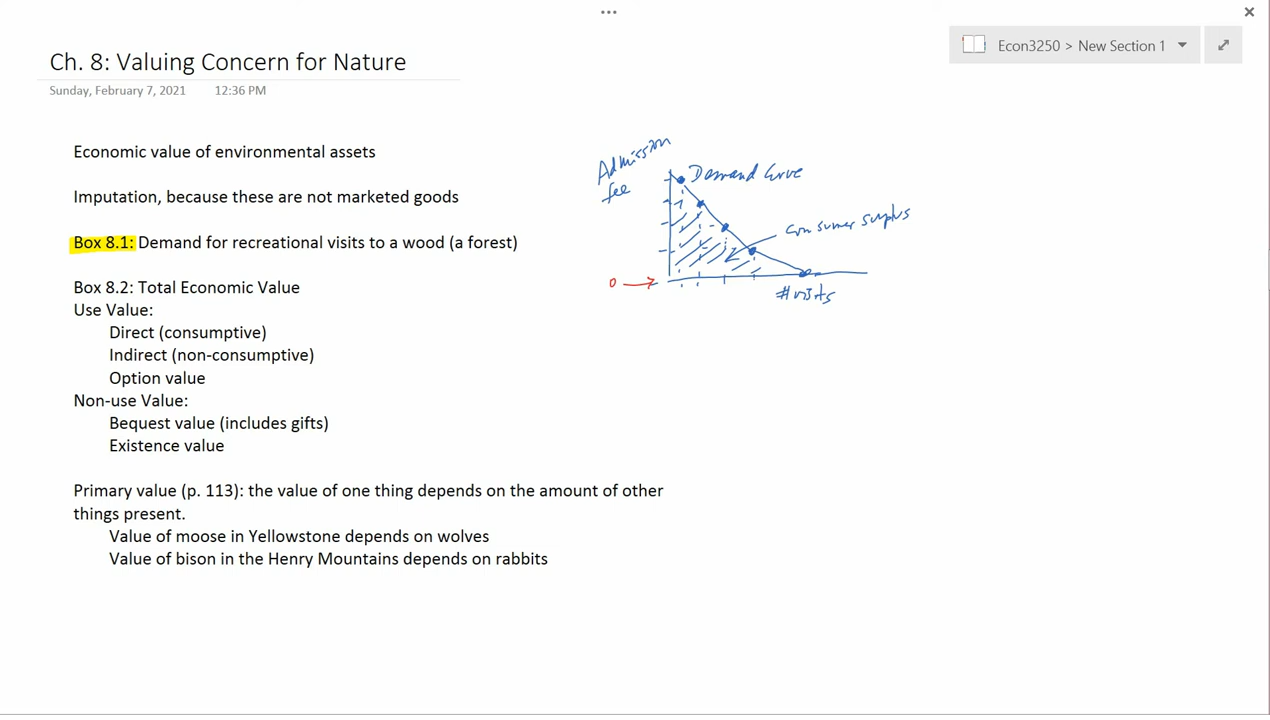 Econ3250 > New Section 1
Ch. 8: Valuing Concern for Nature
Sunday, February 7, 2021 12:36 PM
Economic value of environmental assets
Imputation, because these are not marketed goods
Box 8.1: Demand for recreational visits to a wood (a forest)
Box 8.2: Total Economic Value
Use Value:
Direct (consumptive)
Indirect (non-consumptive)
Option value
Non-use Value:
Bequest value (includes gifts)
Existence value
Primary value (p. 113): the value of one thing depends on the amount of other
things present.
Value of moose in Yellowstone depends on wolves
Value of bison in the Henry Mountains depends on rabbits
Admission
fee
Demand Curve
Consumer surplus
0
# visits